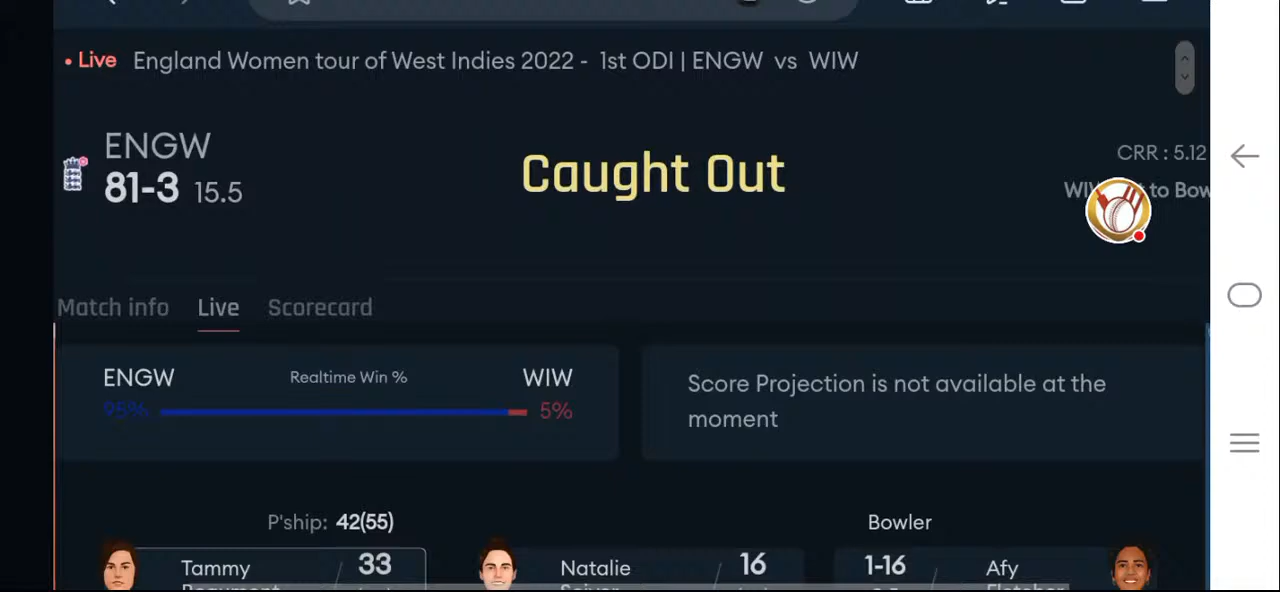 • Live England Women tour of West Indies 2022 - 1st ODI | ENGW vs WIW
ENGW
81-3 15.5
Caught Out
CRR : 5.12
to Bow
Match info Live Scorecard
ENGW Realtime Win % WIW
95% 5%
Score Projection is not available at the
moment
P'ship: 42(55)
Bowler
Tammy 33
Natalie 16
1-16 Afy